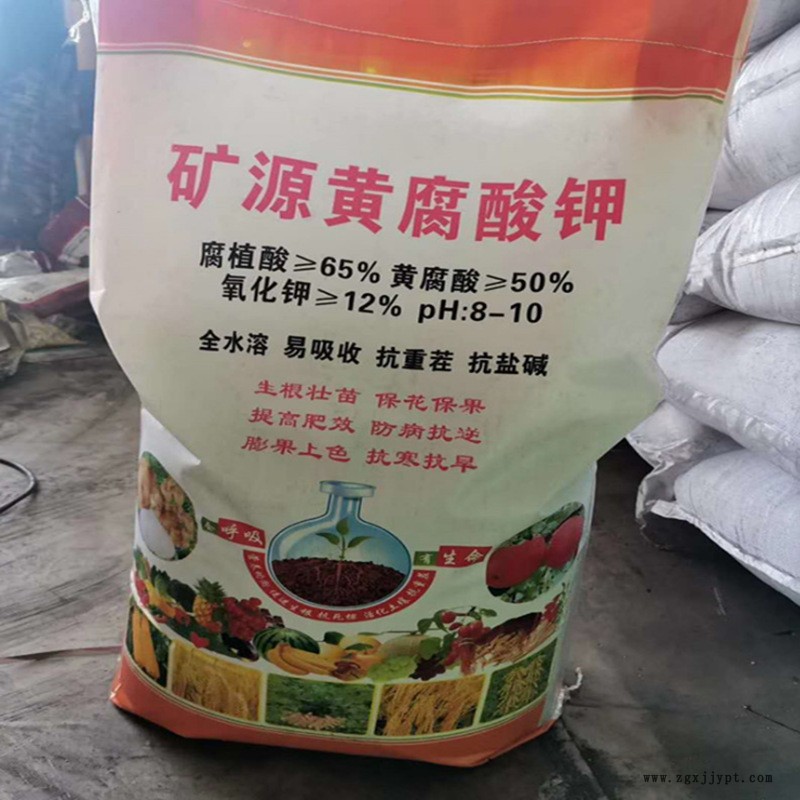 矿源黄腐酸钾
腐植酸≥65% 黄腐酸≥50%
氧化钾≥12% pH:8-10
全水溶 易吸收 抗重茬 抗盐碱
生根壮苗 保花保果
提高肥效 防病抗逆
膨果上色 抗寒抗旱
会呼吸
有生命
www.zgxjjypt.com